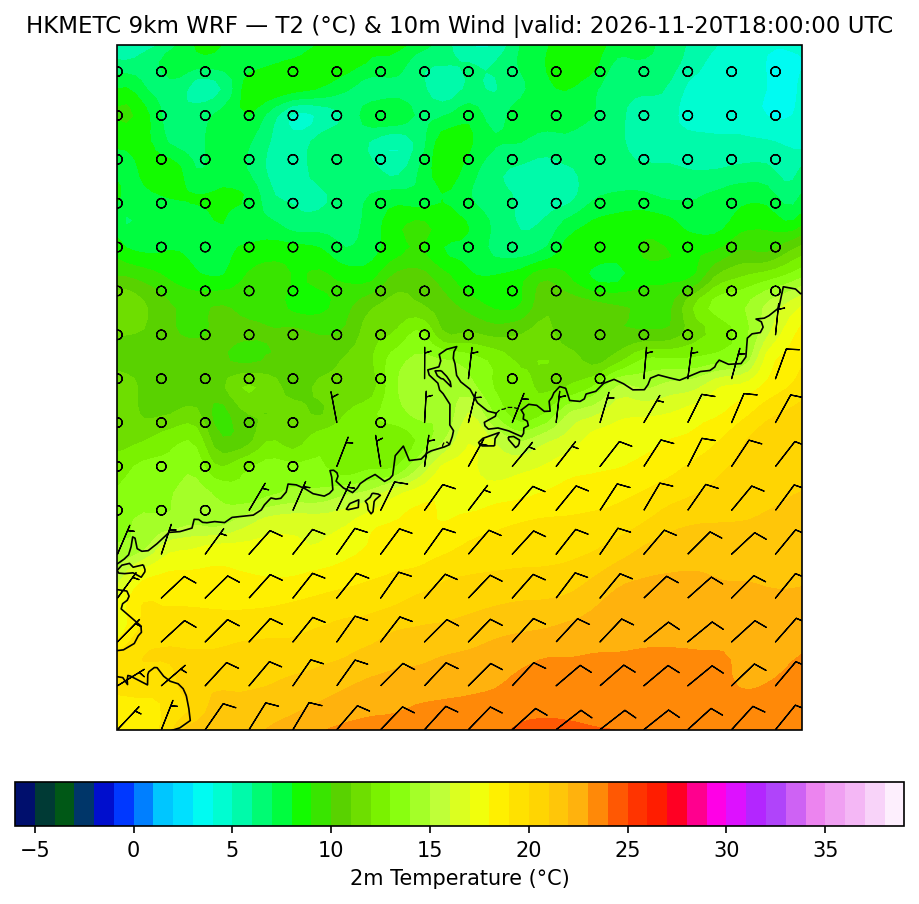 HKMETC 9km WRF — T2 (°C) & 10m Wind |valid: 2026-11-20T18:00:00 UTC
−5 0 5 10 15 20 25 30 35
2m Temperature (°C)